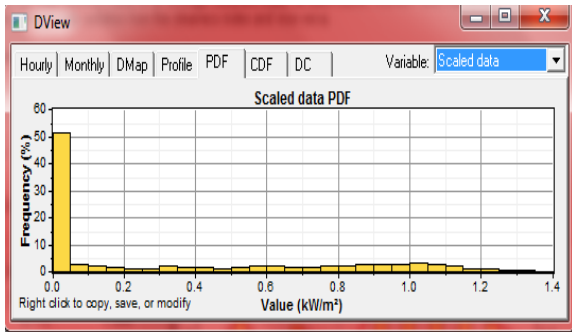 DView
Hourly Monthly DMap Profile PDF CDF DC Variable: Scaled data
Scaled data PDF
Frequency (%)
60
50
40
30
20
10
0
0.0 0.2 0.4 0.6 0.8 1.0 1.2 1.4
Right click to copy, save, or modify Value (kW/m²)